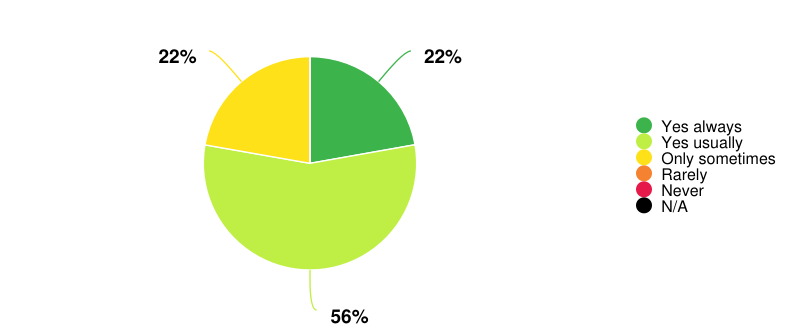 22%
22%
56%
Yes always
Yes usually
Only sometimes
Rarely
Never
N/A